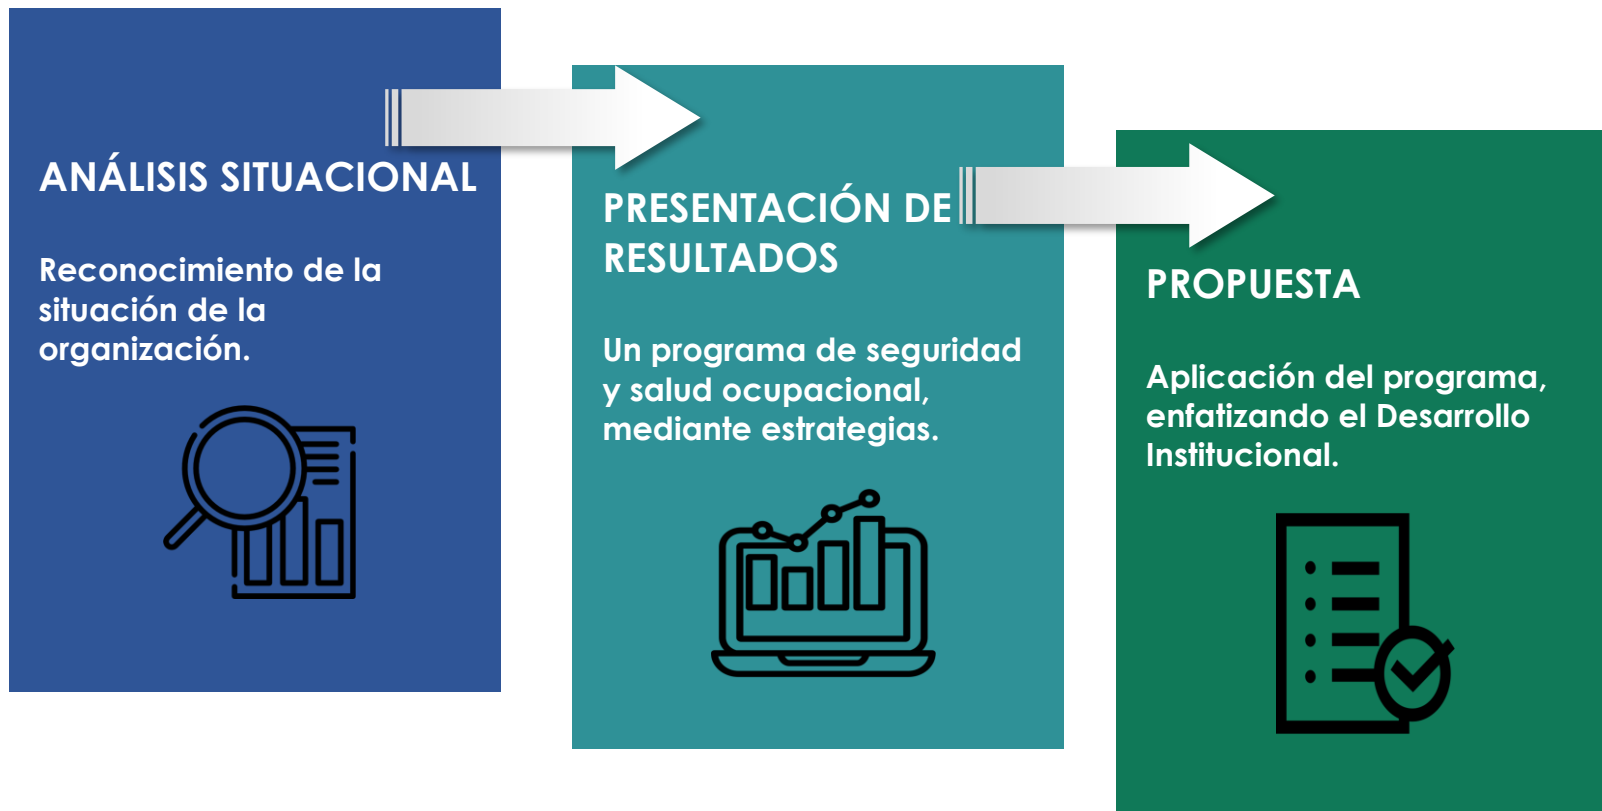 ANÁLISIS SITUACIONAL
Reconocimiento de la
situación de la
organización.
PRESENTACIÓN DE
RESULTADOS
Un programa de seguridad
y salud ocupacional,
mediante estrategias.
PROPUESTA
Aplicación del programa,
enfatizando el Desarrollo
Institucional.